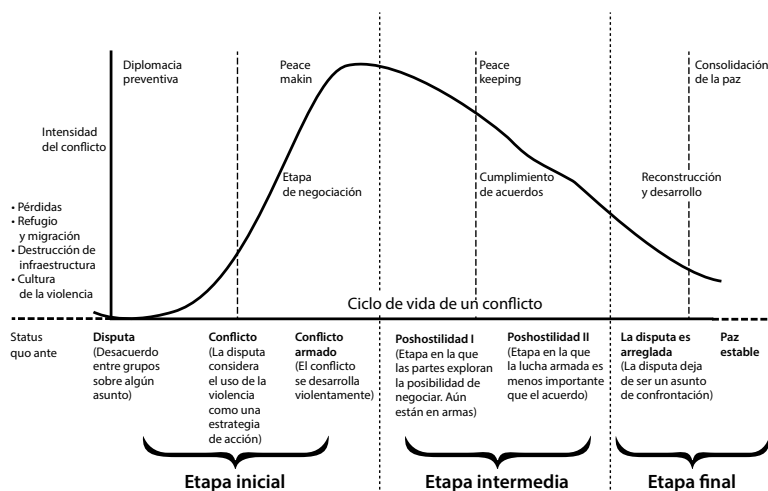 Diplomacia
preventiva
Peace
makin
Peace
keeping
Consolidación
de la paz
Intensidad
del conflicto
Etapa
de negociación
Cumplimiento
de acuerdos
Reconstrucción
y desarrollo
• Pérdidas
• Refugio
y migración
• Destrucción de
infraestructura
• Cultura
de la violencia
Ciclo de vida de un conflicto
Status
quo ante
Disputa
(Desacuerdo
entre grupos
sobre algún
asunto)
Conflicto
(La disputa
considera
el uso de la
violencia
como una
estrategia
de acción)
Conflicto
armado
(El conflicto
se desarrolla
violentamente)
Poshostilidad I
(Etapa en la que
las partes exploran
la posibilidad de
negociar. Aún
están en armas)
Poshostilidad II
(Etapa en la que
la lucha armada es
menos importante
que el acuerdo)
La disputa es
arreglada
(La disputa deja
de ser un asunto
de confrontación)
Paz
estable
Etapa inicial
Etapa intermedia
Etapa final